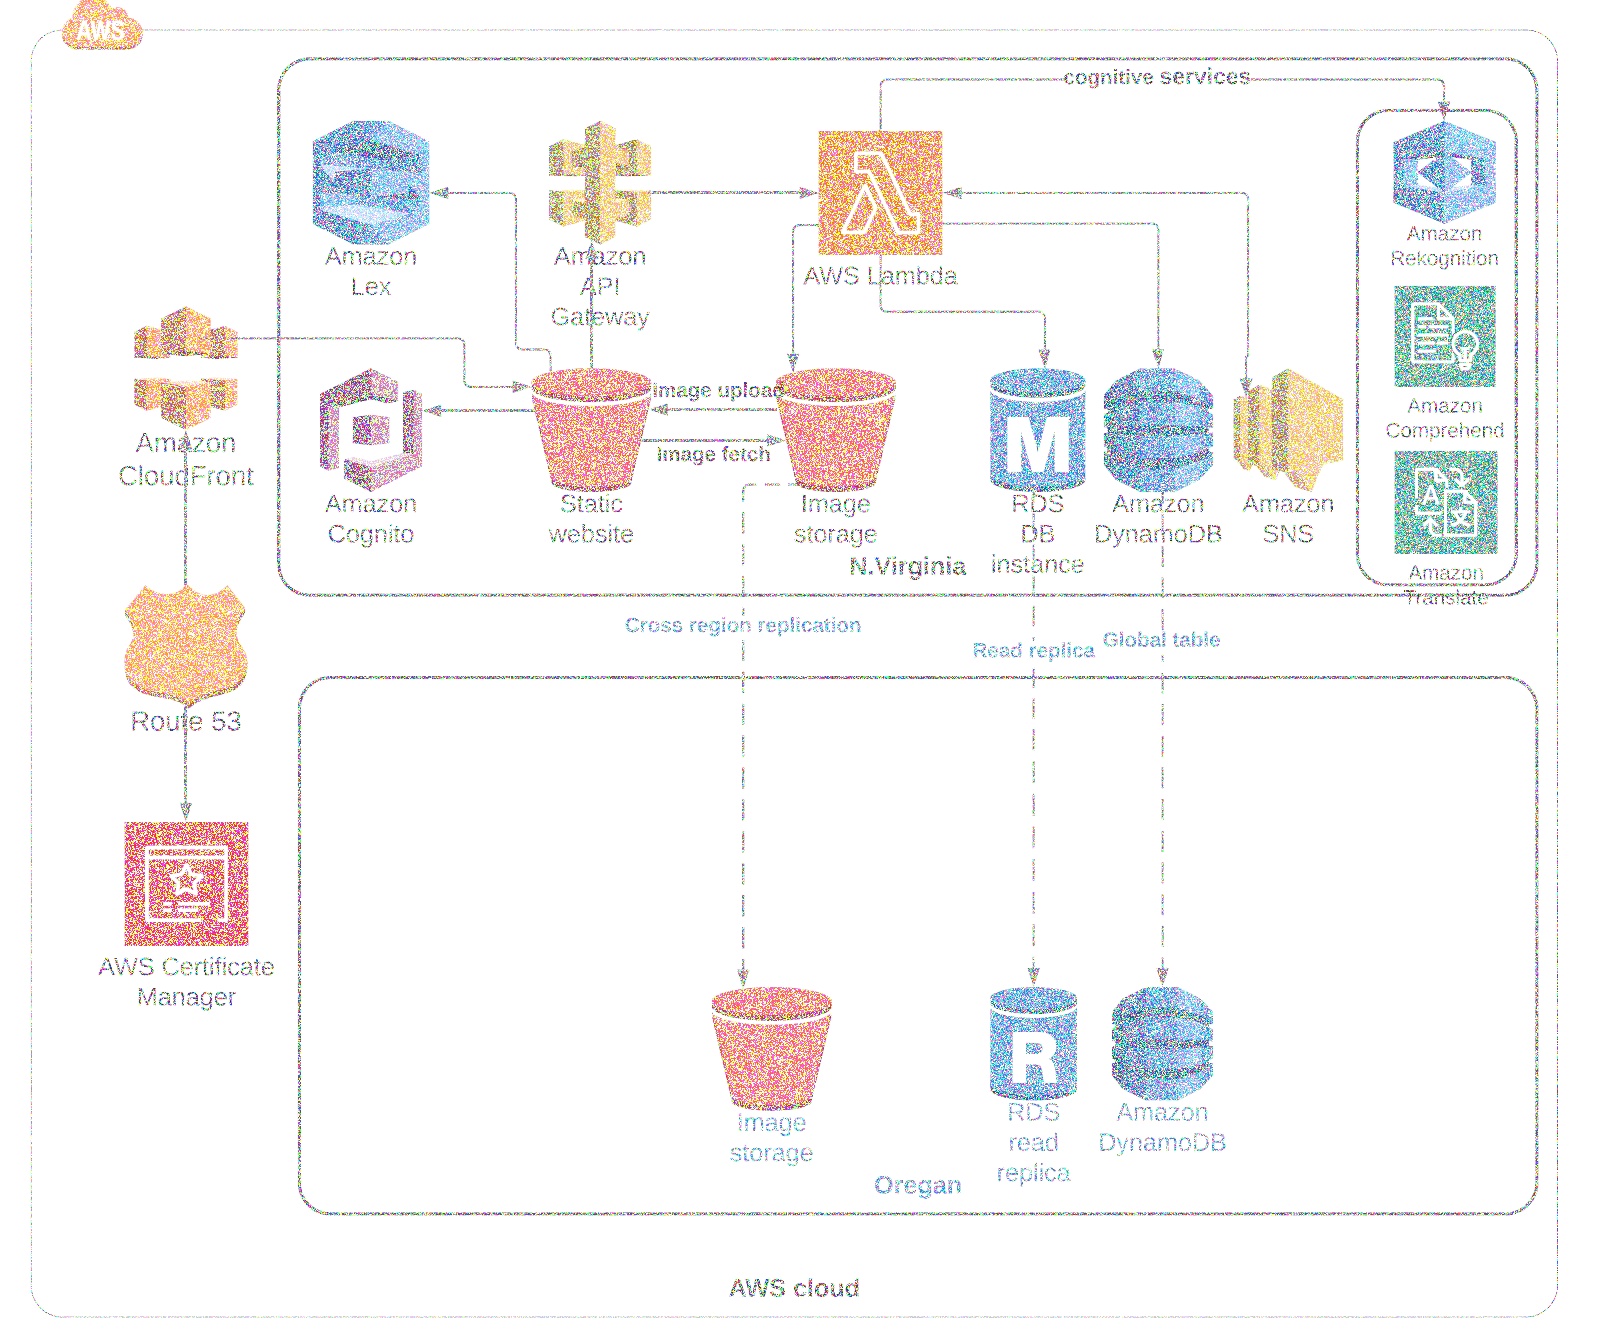 AWS
cognitive services
Amazon
Lex
Amazon
API
Gateway
AWS Lambda
Amazon
Rekognition
Amazon
Comprehend
Amazon
Translate
Amazon
CloudFront
Image upload
Image fetch
Amazon
Cognito
Static
website
Image
storage
M
RDS
DB
instance
Amazon
DynamoDB
Amazon
SNS
N.Virginia
Cross region replication
Read replica
Global table
Route 53
AWS Certificate
Manager
Image
storage
R
RDS
read
replica
Amazon
DynamoDB
Oregan
AWS cloud